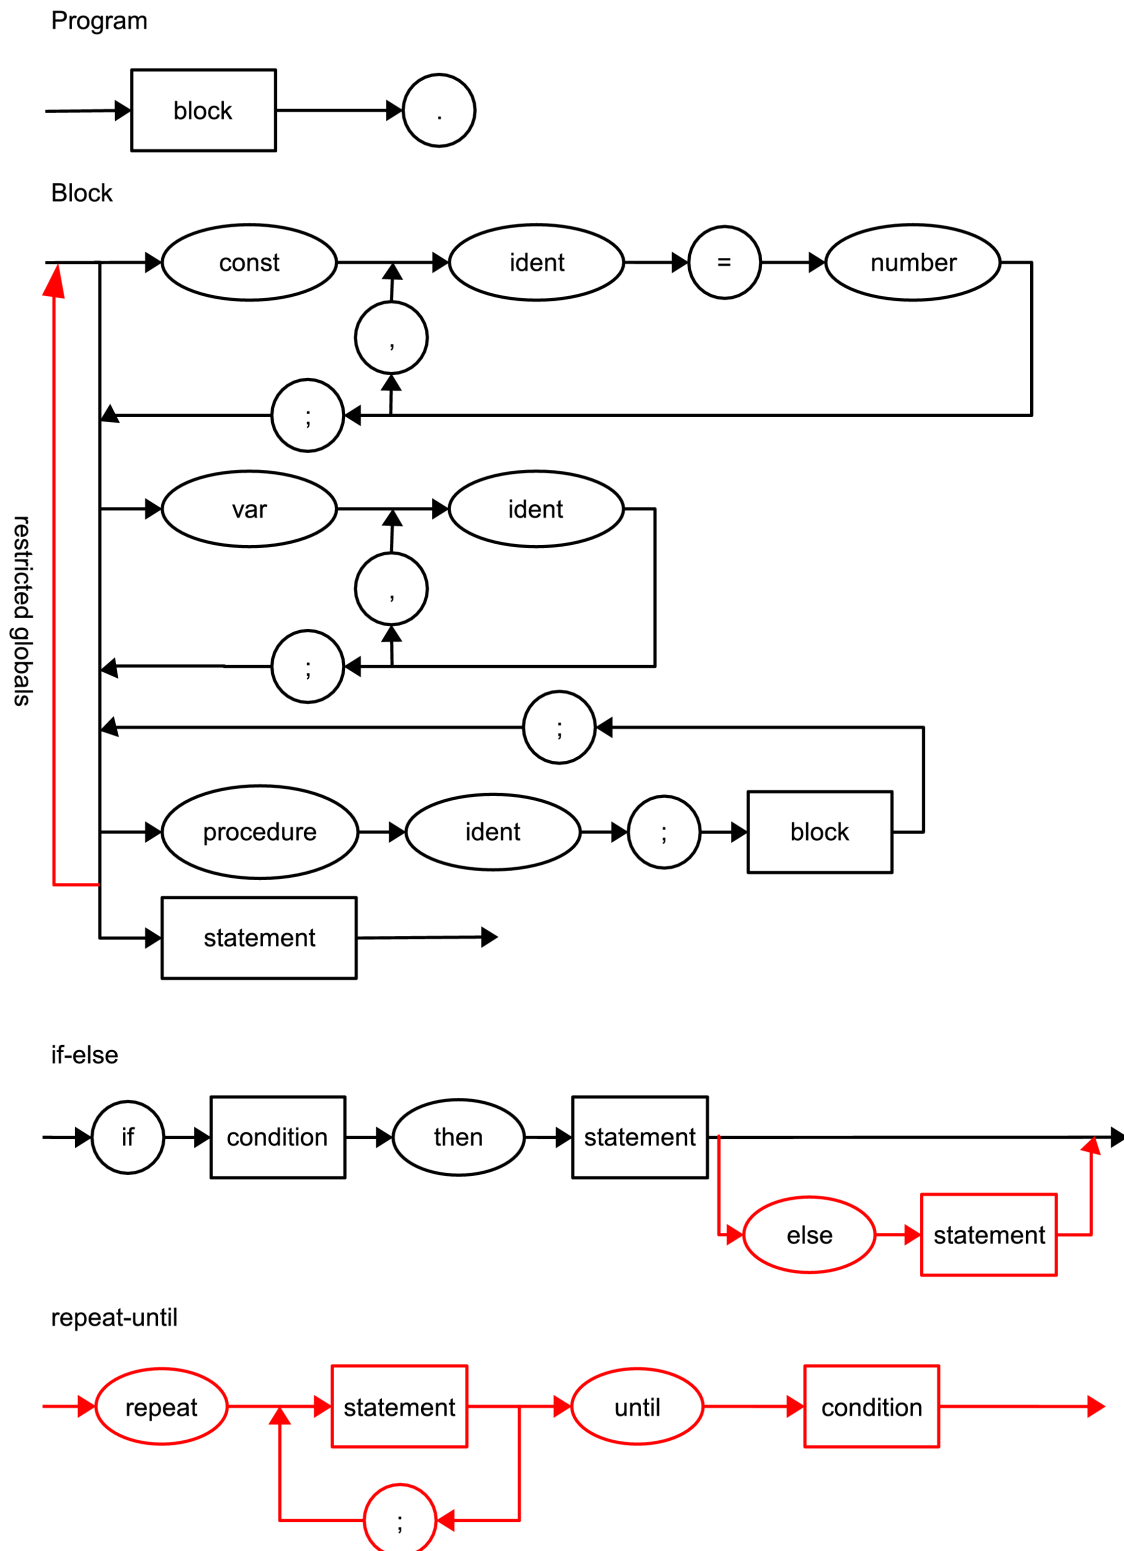 Program
block .
Block
const ident = number
,
;
var ident
,
;
restricted globals
;
procedure ident ; block
statement
if-else
if condition then statement
else statement
repeat-until
repeat statement until condition
;